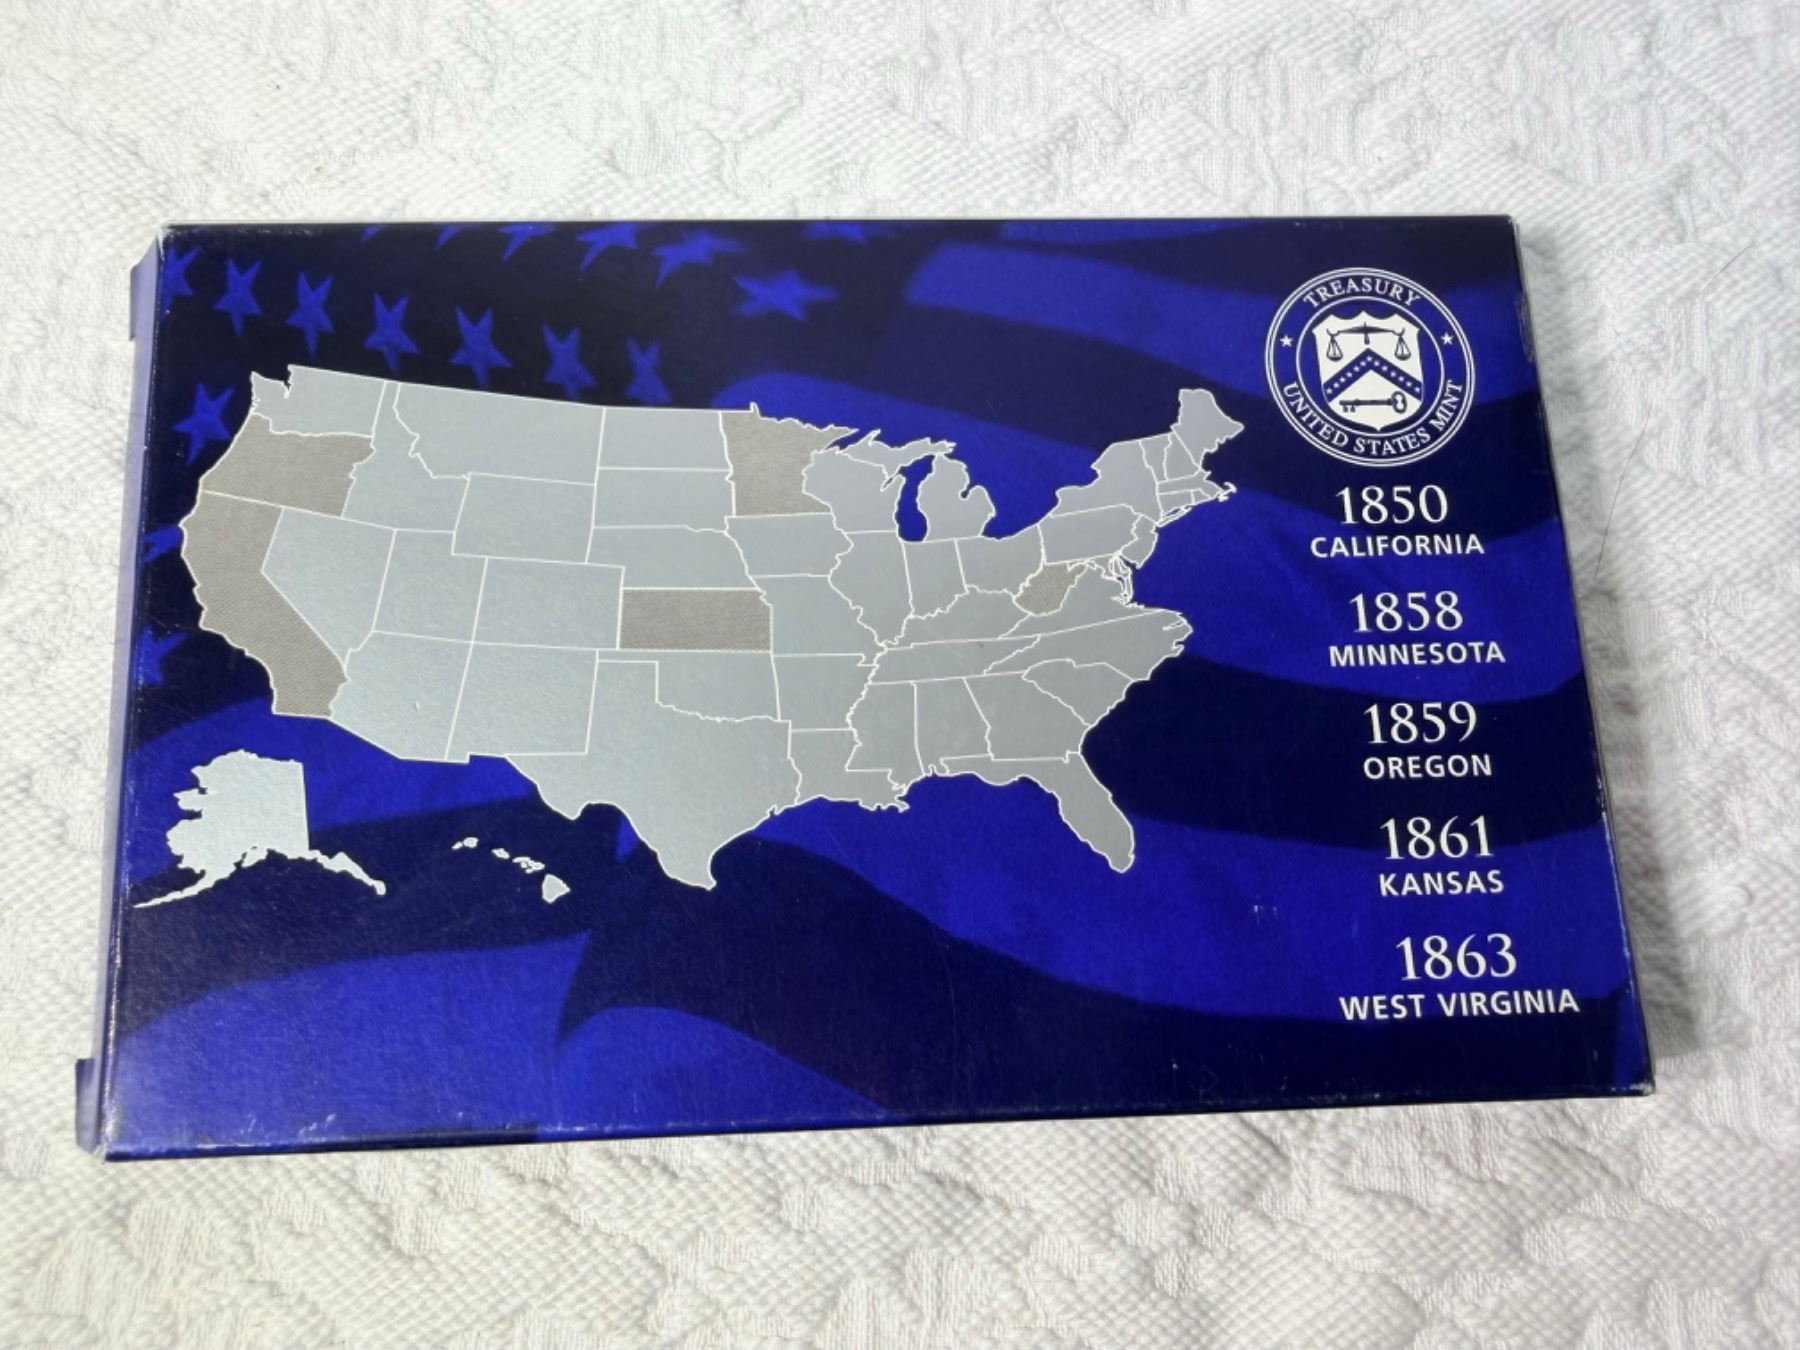 TREASURY
UNITED STATES MINT
1850
CALIFORNIA
1858
MINNESOTA
1859
OREGON
1861
KANSAS
1863
WEST VIRGINIA